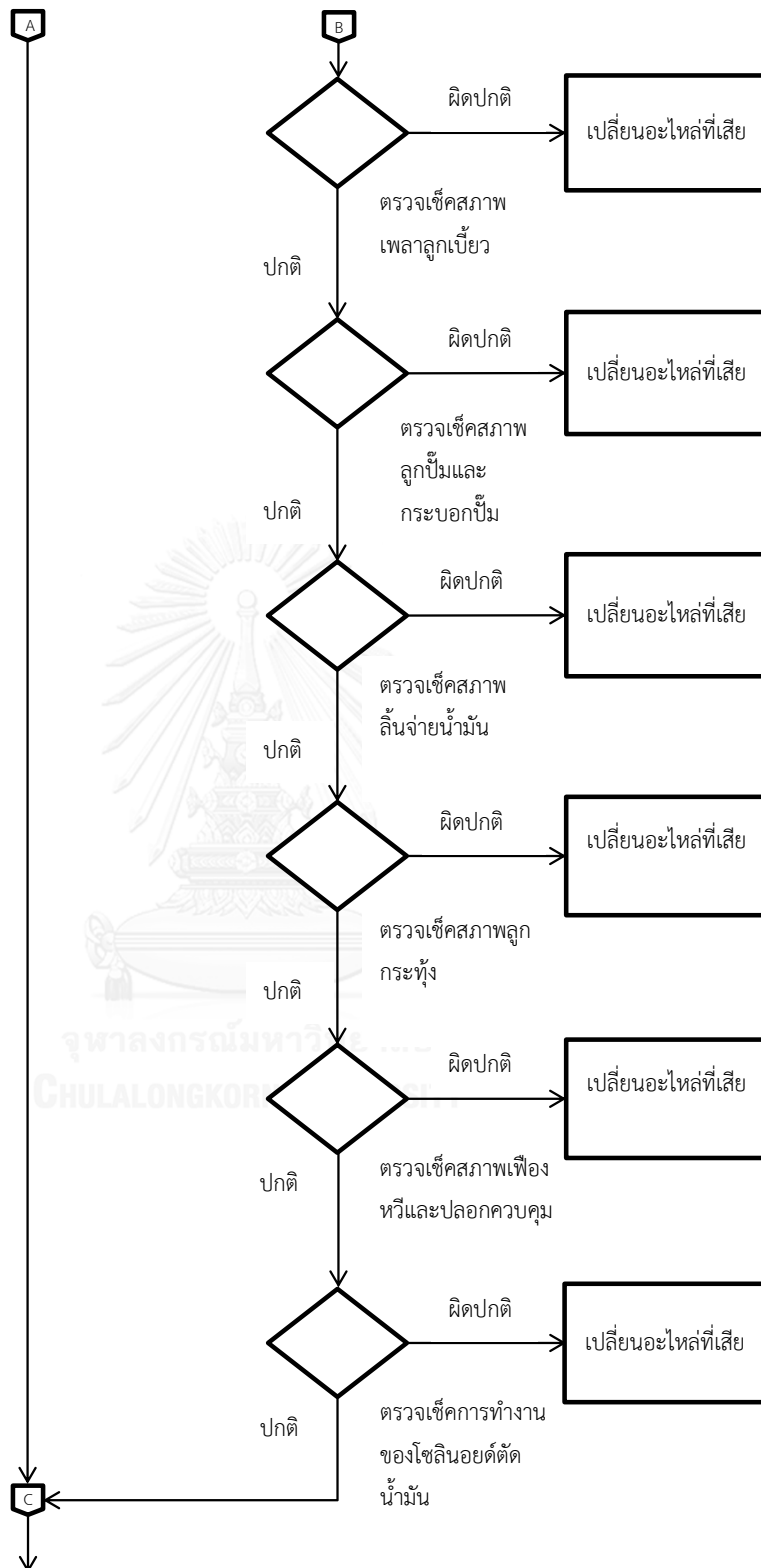 A
B
ผิดปกติ
เปลี่ยนอะไหล่ที่เสีย
ตรวจเช็คสภาพ
เพลาลูกเบี้ยว
ปกติ
ผิดปกติ
เปลี่ยนอะไหล่ที่เสีย
ตรวจเช็คสภาพ
ลูกปั๊มและ
กระบอกปั๊ม
ปกติ
ผิดปกติ
เปลี่ยนอะไหล่ที่เสีย
ตรวจเช็คสภาพ
ลิ้นจ่ายน้ำมัน
ปกติ
ผิดปกติ
เปลี่ยนอะไหล่ที่เสีย
ตรวจเช็คสภาพลูก
กระทุ้ง
ปกติ
จุฬาลงกรณ์มหาวิ
ผิดปกติ
เปลี่ยนอะไหล่ที่เสีย
CHULALONGKOR
ตรวจเช็คสภาพเฟือง
หวีและปลอกควบคุม
ปกติ
ผิดปกติ
เปลี่ยนอะไหล่ที่เสีย
ตรวจเช็คการทำงาน
ของโซลินอยด์ตัด
น้ำมัน
ปกติ
C